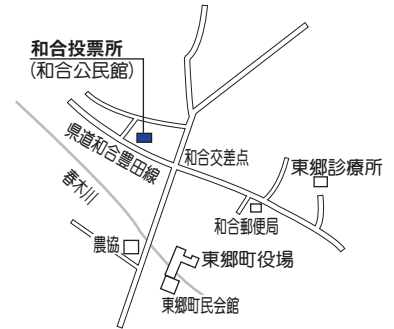 和合投票所
(和合公民館)
県道和合豊田線
和合交差点
東郷診療所
春木川
和合郵便局
農協
東郷町役場
東郷町民会館